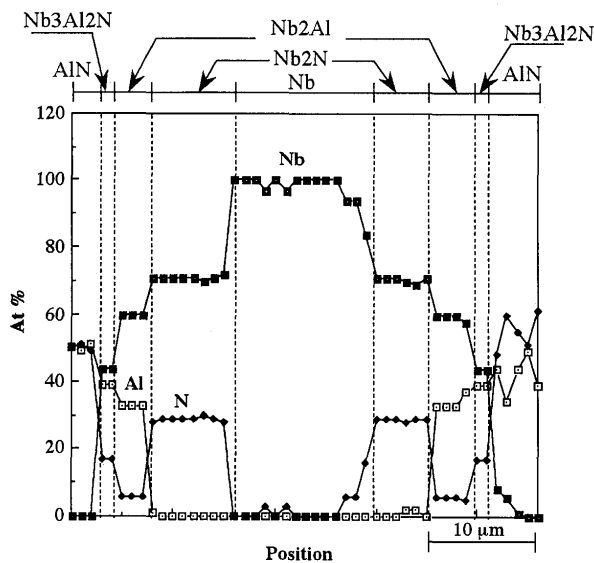 Nb3Al2N Nb2Al Nb3Al2N
AlN Nb2N AlN
Nb
120
100
80
60
40
20
0
At %
Nb
Al
N
Position
10 µm